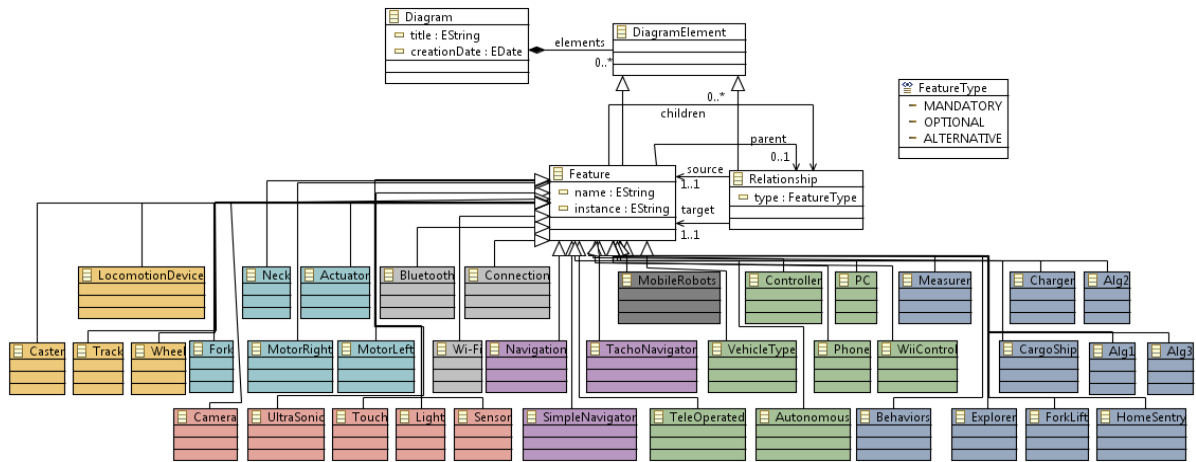 Diagram
title : EString
creationDate : EDate
elements
0..*
DiagramElement
FeatureType
MANDATORY
OPTIONAL
ALTERNATIVE
0..*
children
parent
0..1
Feature
name : EString
instance : EString
source
1..1
target
1..1
Relationship
type : FeatureType
LocomotionDevice
Neck
Actuator
Bluetooth
Connection
MobileRobots
Controller
PC
Measurer
Charger
Alg2
Caster
Track
Wheel
Fork
MotorRight
MotorLeft
Wi-Fi
Navigation
TachoNavigator
VehicleType
Phone
WiiControl
CargoShip
Alg1
Alg3
Camera
UltraSonic
Touch
Light
Sensor
SimpleNavigator
TeleOperated
Autonomous
Behaviors
Explorer
ForkLift
HomeSentry